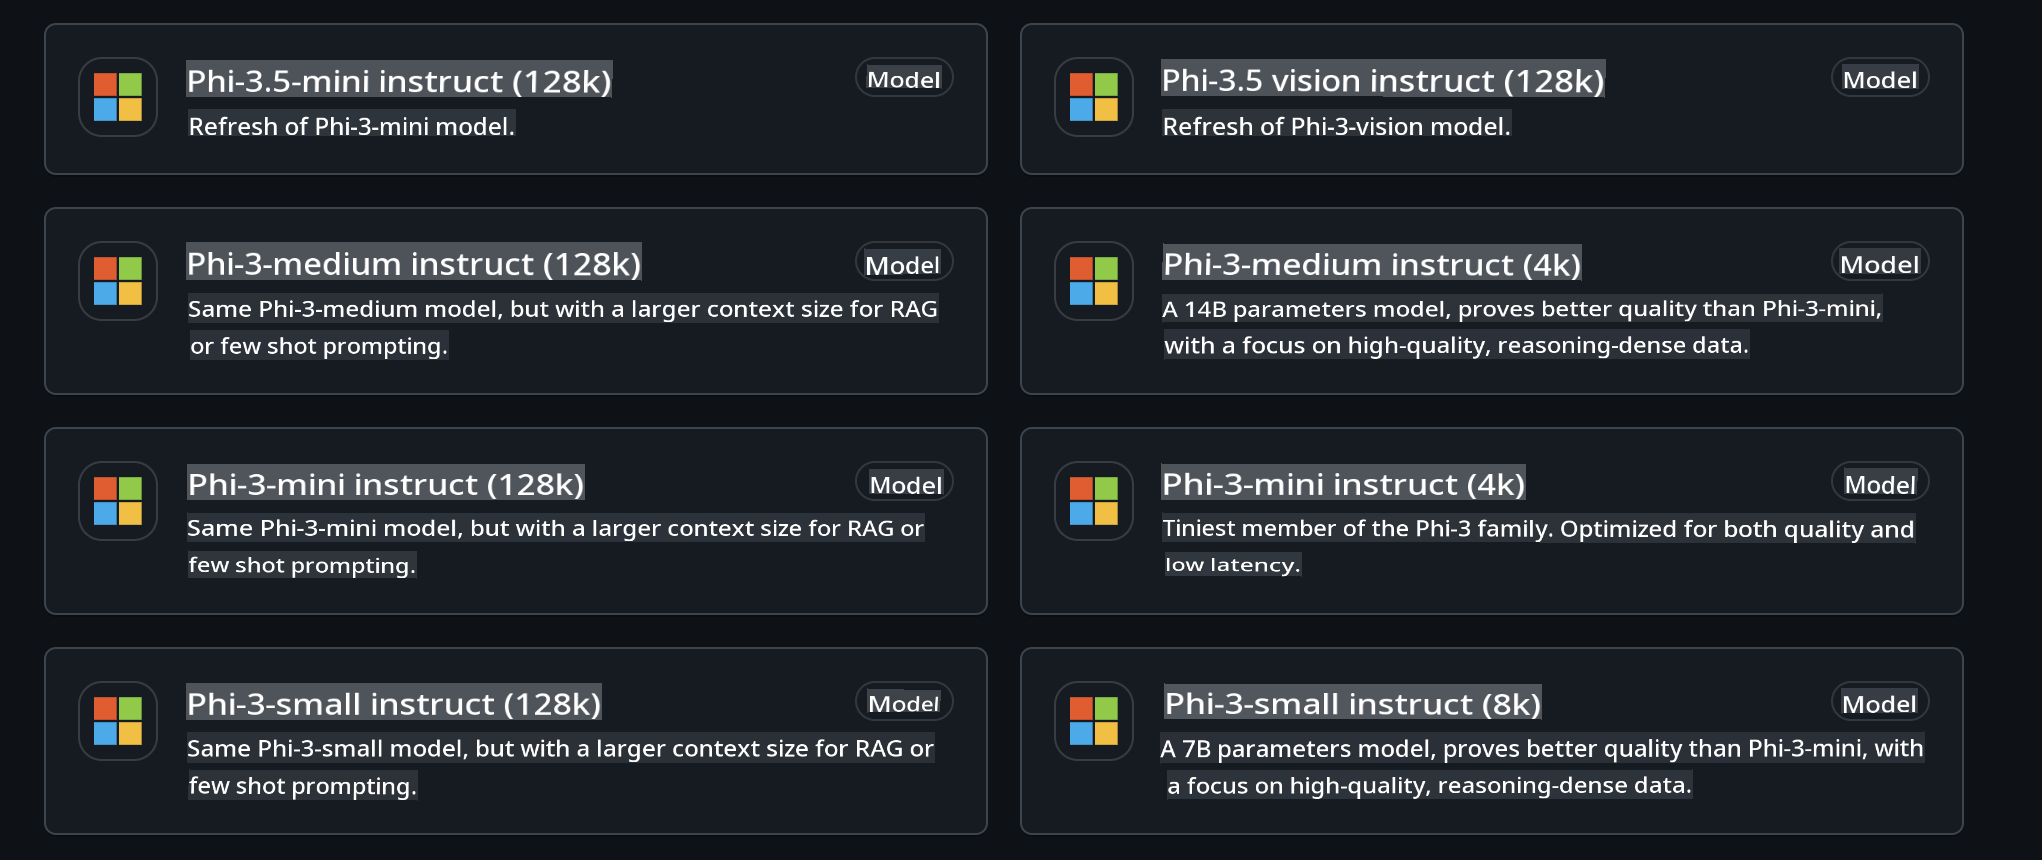 Phi-3.5-mini instruct (128k)
Model
Refresh of Phi-3-mini model.
Phi-3.5 vision instruct (128k)
Model
Refresh of Phi-3-vision model.
Phi-3-medium instruct (128k)
Model
Same Phi-3-medium model, but with a larger context size for RAG
or few shot prompting.
Phi-3-medium instruct (4k)
Model
A 14B parameters model, proves better quality than Phi-3-mini,
with a focus on high-quality, reasoning-dense data.
Phi-3-mini instruct (128k)
Model
Same Phi-3-mini model, but with a larger context size for RAG or
few shot prompting.
Phi-3-mini instruct (4k)
Model
Tiniest member of the Phi-3 family. Optimized for both quality and
low latency.
Phi-3-small instruct (128k)
Model
Same Phi-3-small model, but with a larger context size for RAG or
few shot prompting.
Phi-3-small instruct (8k)
Model
A 7B parameters model, proves better quality than Phi-3-mini, with
a focus on high-quality, reasoning-dense data.